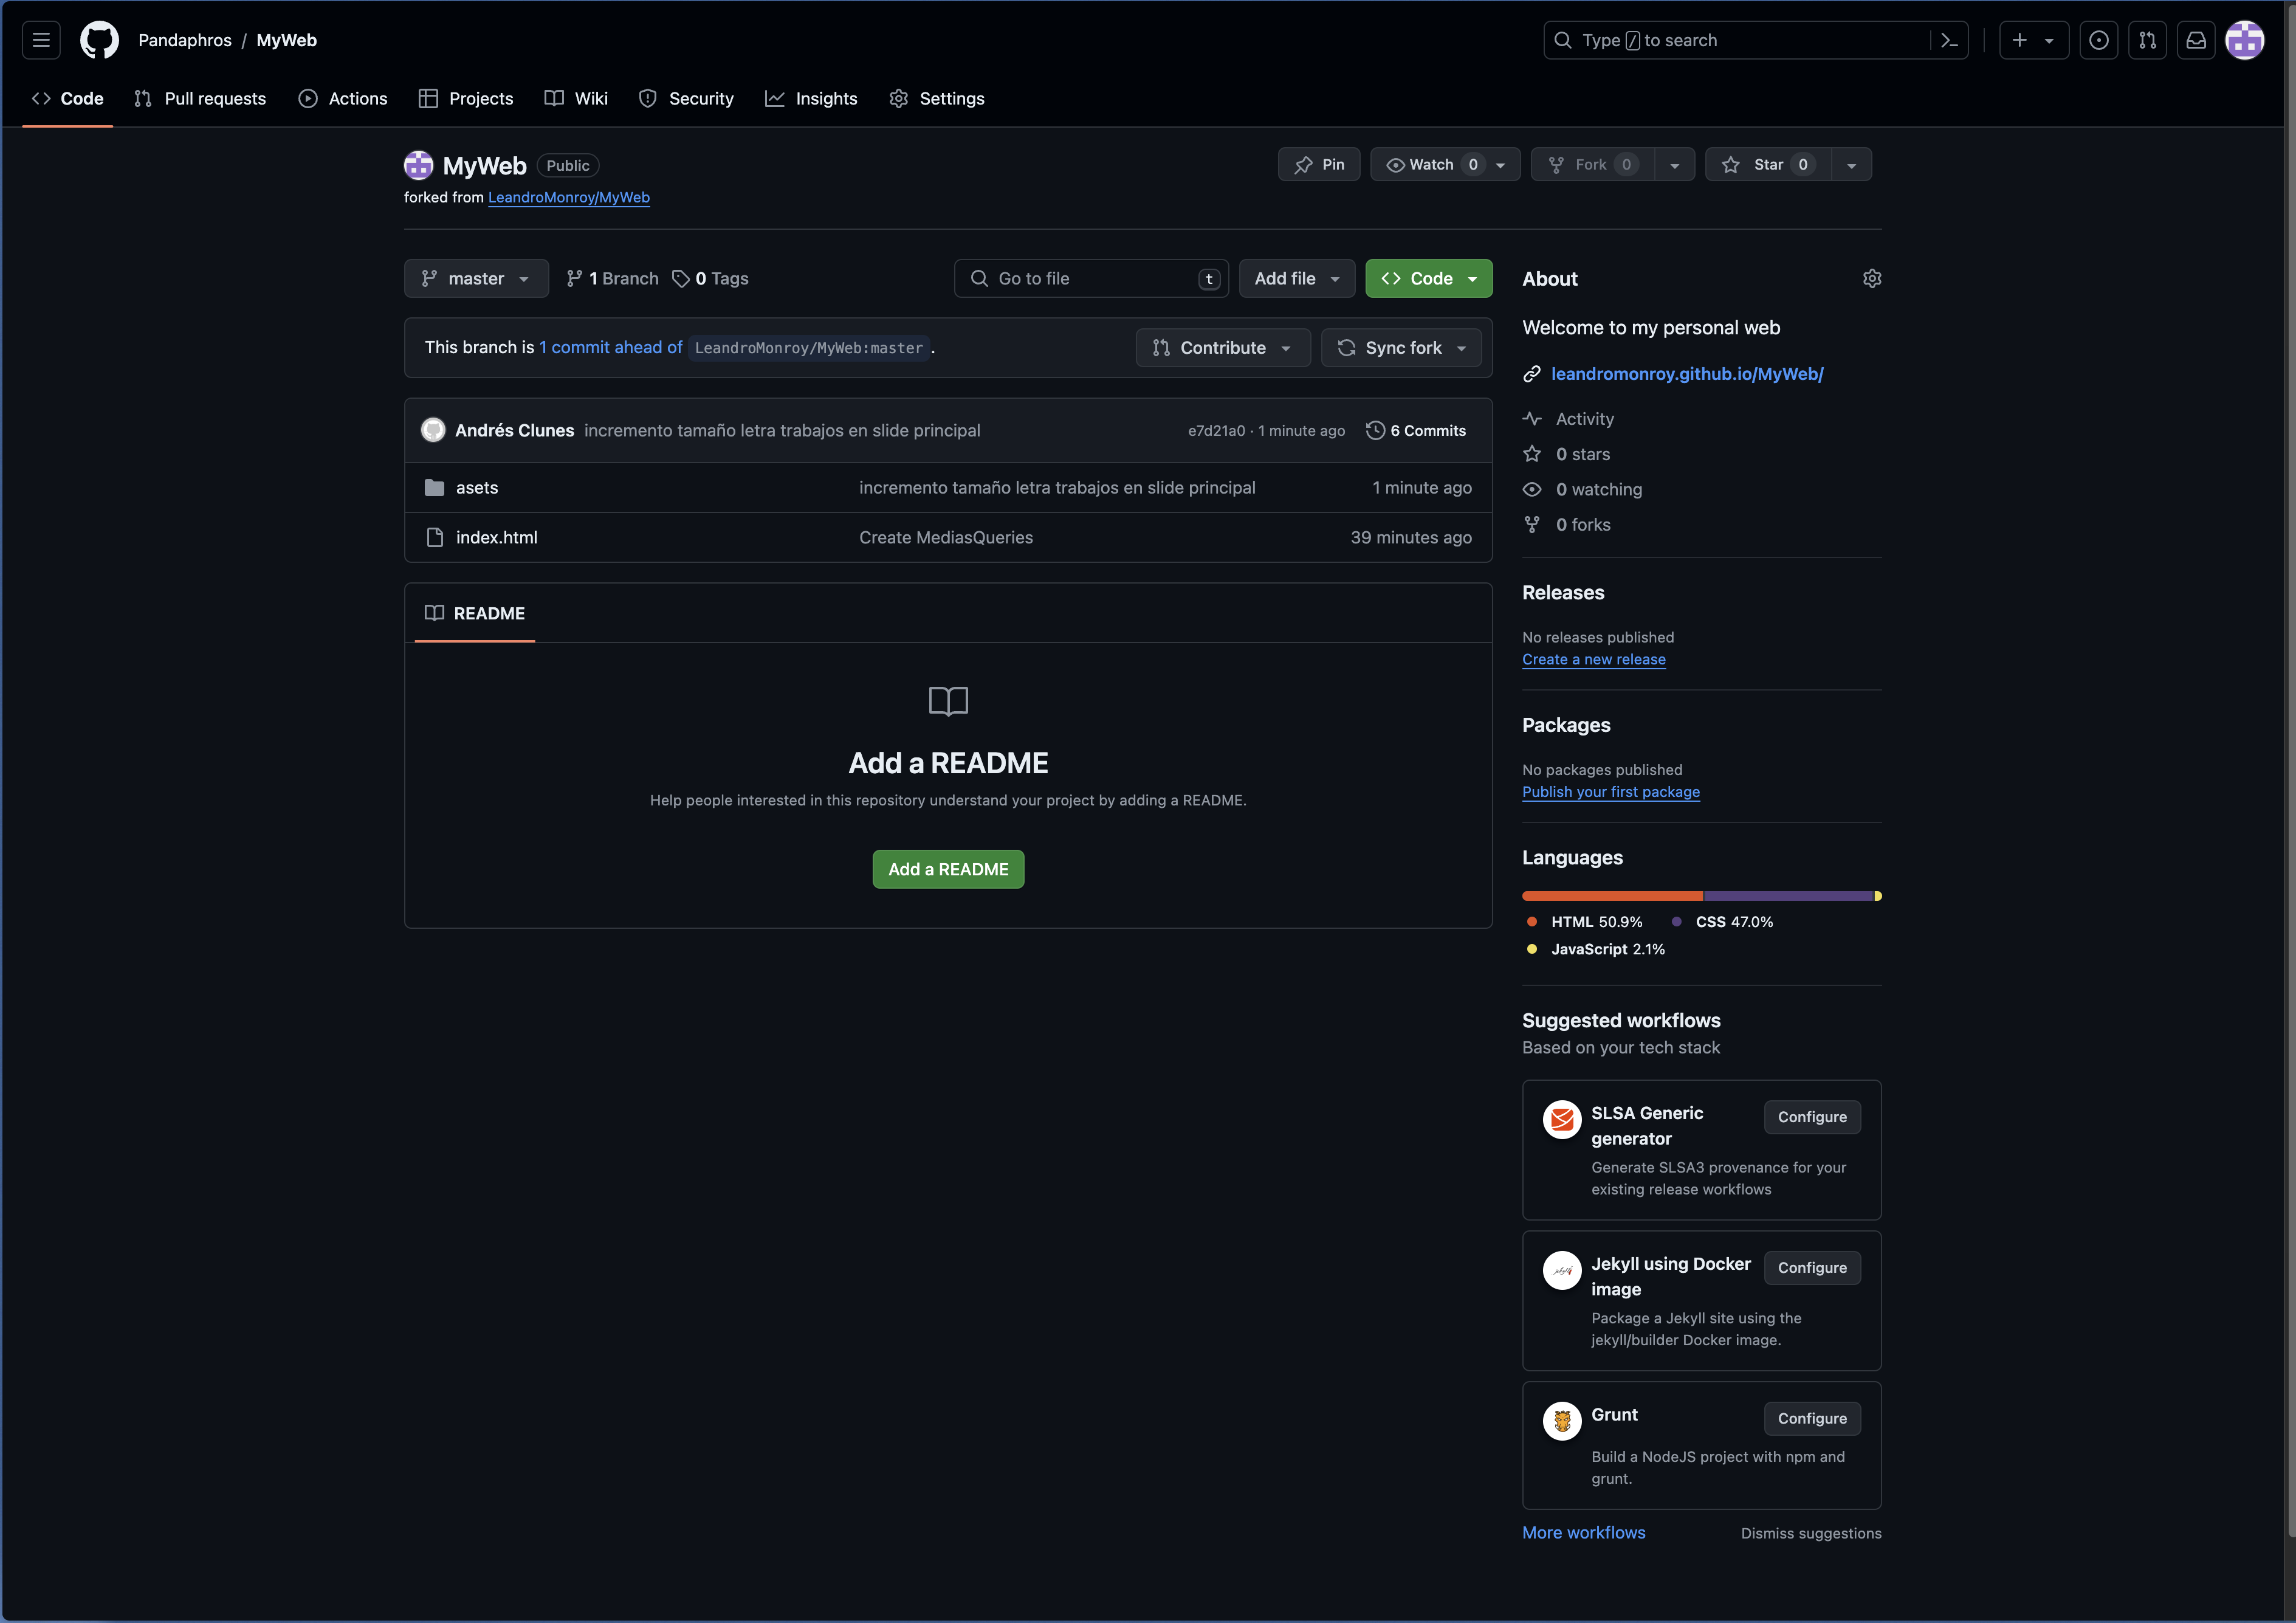 Pandaphros / MyWeb
Type / to search
Code
Pull requests
Actions
Projects
Wiki
Security
Insights
Settings
MyWeb Public
forked from LeandroMonroy/MyWeb
Pin
Watch 0
Fork 0
Star 0
master
1 Branch
0 Tags
Go to file t
Add file
Code
This branch is 1 commit ahead of LeandroMonroy/MyWeb:master .
Contribute
Sync fork
Andrés Clunes incremento tamaño letra trabajos en slide principal e7d21a0 · 1 minute ago 6 Commits
asets incremento tamaño letra trabajos en slide principal 1 minute ago
index.html Create MediasQueries 39 minutes ago
README
Add a README
Help people interested in this repository understand your project by adding a README.
Add a README
About
Welcome to my personal web
leandromonroy.github.io/MyWeb/
Activity
0 stars
0 watching
0 forks
Releases
No releases published
Create a new release
Packages
No packages published
Publish your first package
Languages
HTML 50.9% CSS 47.0%
JavaScript 2.1%
Suggested workflows
Based on your tech stack
SLSA Generic
generator
Configure
Generate SLSA3 provenance for your
existing release workflows
Jekyll using Docker
image
Configure
Package a Jekyll site using the
jekyll/builder Docker image.
Grunt
Configure
Build a NodeJS project with npm and
grunt.
More workflows
Dismiss suggestions